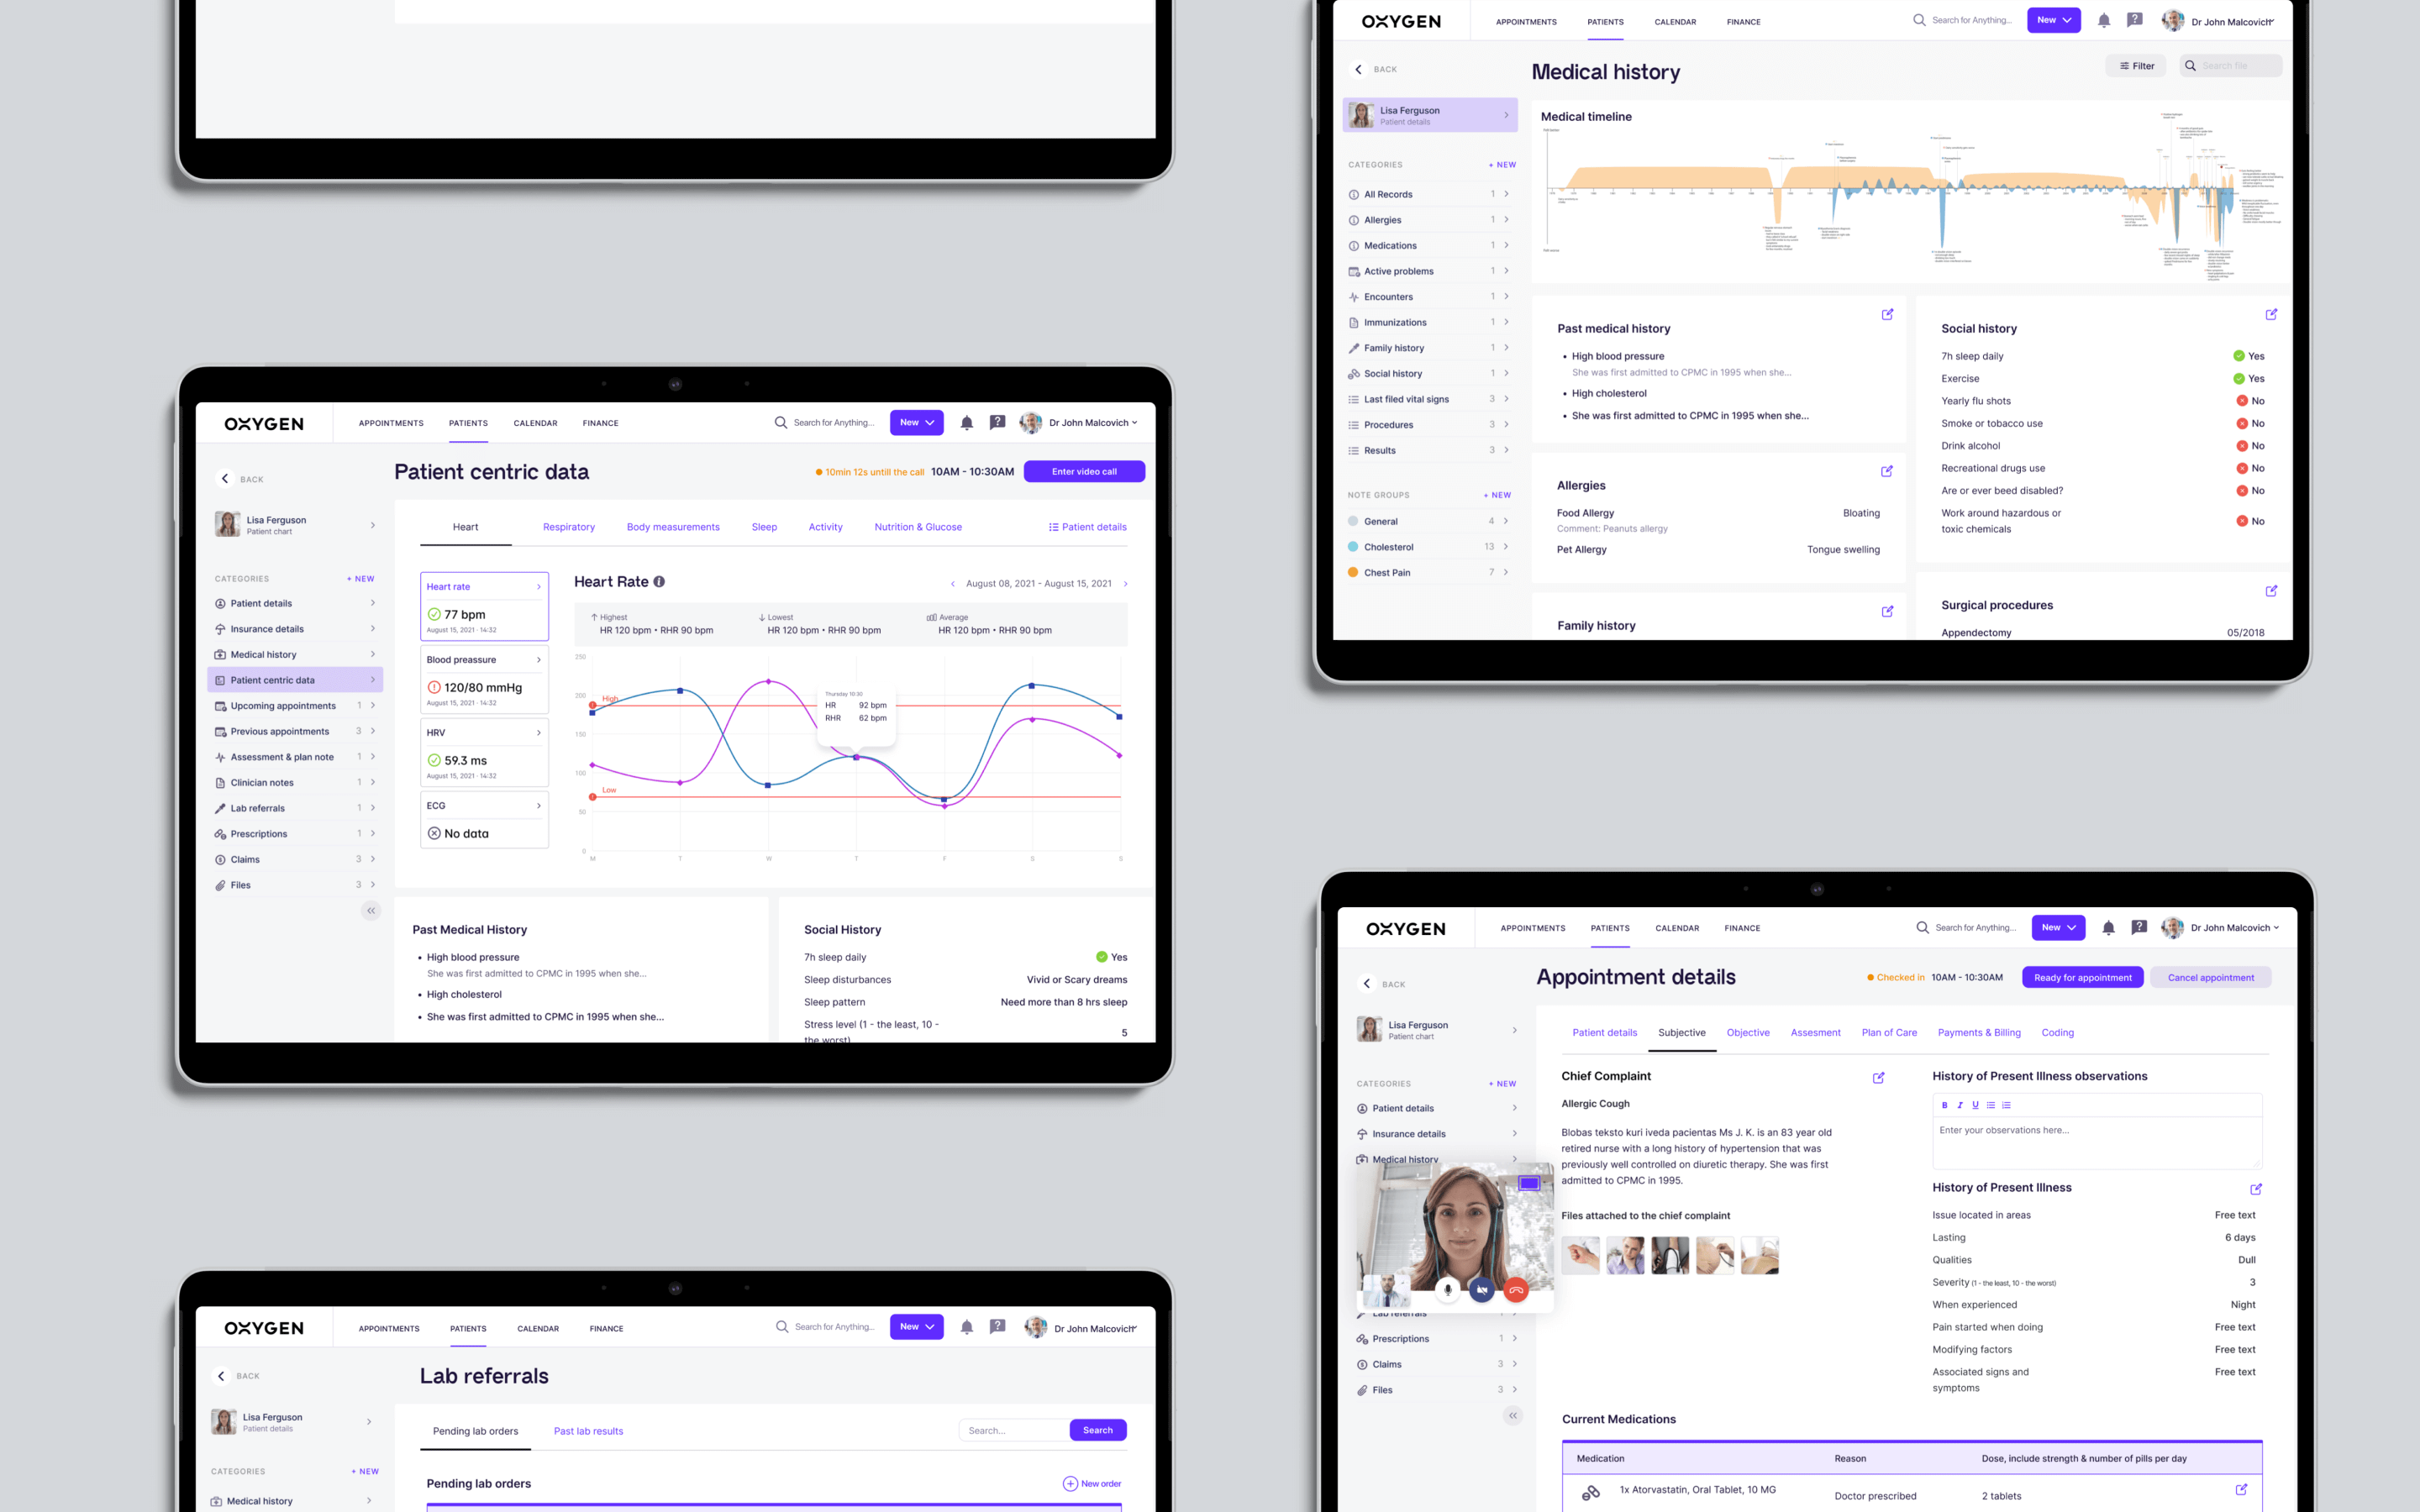 OXYGEN
APPOINTMENTS
PATIENTS
CALENDAR
FINANCE
Search for Anything...
New
Dr John Malcovich
BACK
Patient centric data
10min 12s untill the call
10AM - 10:30AM
Enter video call
Lisa Ferguson
Patient chart
CATEGORIES
+ NEW
Patient details
Insurance details
Medical history
Patient centric data
Upcoming appointments 1
Previous appointments 3
Assessment & plan note 1
Clinician notes 1
Lab referrals 1
Prescriptions 1
Claims 3
Files 3
Heart
Respiratory
Body measurements
Sleep
Activity
Nutrition & Glucose
Patient details
Heart rate
77 bpm
August 15, 2021 · 14:32
Blood preassure
120/80 mmHg
August 15, 2021 · 14:32
HRV
59.3 ms
August 15, 2021 · 14:32
ECG
No data
Heart Rate
August 08, 2021 - August 15, 2021
Highest
HR 120 bpm • RHR 90 bpm
Lowest
HR 120 bpm • RHR 90 bpm
Average
HR 120 bpm • RHR 90 bpm
250
200
150
100
50
0
High
Low
Thursday 10:30
HR 92 bpm
RHR 62 bpm
M T W T F S S
Past Medical History
• High blood pressure
She was first admitted to CPMC in 1995 when she...
• High cholesterol
• She was first admitted to CPMC in 1995 when she...
Social History
7h sleep daily Yes
Sleep disturbances Vivid or Scary dreams
Sleep pattern Need more than 8 hrs sleep
Stress level (1 - the least, 10 - 5
the worst)
OXYGEN
APPOINTMENTS
PATIENTS
CALENDAR
FINANCE
Search for Anything...
New
Dr John Malcovich
BACK
Lab referrals
Lisa Ferguson
Patient details
CATEGORIES
+ NEW
Medical history
Pending lab orders
Past lab results
Search...
Search
Pending lab orders
New order
OXYGEN
APPOINTMENTS
PATIENTS
CALENDAR
FINANCE
Search for Anything...
New
Dr John Malcovich
BACK
Medical history
Filter
Search file
Lisa Ferguson
Patient details
CATEGORIES
+ NEW
All Records 1
Allergies 1
Medications 1
Active problems 1
Encounters 1
Immunizations 1
Family history 1
Social history 1
Last filed vital signs 3
Procedures 3
Results 3
NOTE GROUPS
+ NEW
General 4
Cholesterol 13
Chest Pain 7
Medical timeline
Past medical history
• High blood pressure
She was first admitted to CPMC in 1995 when she...
• High cholesterol
• She was first admitted to CPMC in 1995 when she...
Allergies
Food Allergy Bloating
Comment: Peanuts allergy
Pet Allergy Tongue swelling
Family history
Social history
7h sleep daily Yes
Exercise Yes
Yearly flu shots No
Smoke or tobacco use No
Drink alcohol No
Recreational drugs use No
Are or ever beed disabled? No
Work around hazardous or No
toxic chemicals
Surgical procedures
Appendectomy 05/2018
OXYGEN
APPOINTMENTS
PATIENTS
CALENDAR
FINANCE
Search for Anything...
New
Dr John Malcovich
BACK
Appointment details
Checked in
10AM - 10:30AM
Ready for appointment
Cancel appointment
Lisa Ferguson
Patient chart
CATEGORIES
+ NEW
Patient details
Insurance details
Medical history
Lab referrals
Prescriptions 1
Claims 3
Files 3
Patient details
Subjective
Objective
Assesment
Plan of Care
Payments & Billing
Coding
Chief Complaint
Allergic Cough
Blobas teksto kuri iveda pacientas Ms J. K. is an 83 year old
retired nurse with a long history of hypertension that was
previously well controlled on diuretic therapy. She was first
admitted to CPMC in 1995.
Files attached to the chief complaint
History of Present Illness observations
B I U
Enter your observations here...
History of Present Illness
Issue located in areas Free text
Lasting 6 days
Qualities Dull
Severity (1 - the least, 10 - the worst) 3
When experienced Night
Pain started when doing Free text
Modifying factors Free text
Associated signs and Free text
symptoms
Current Medications
Medication
Reason
Dose, include strength & number of pills per day
1x Atorvastatin, Oral Tablet, 10 MG
Doctor prescribed
2 tablets